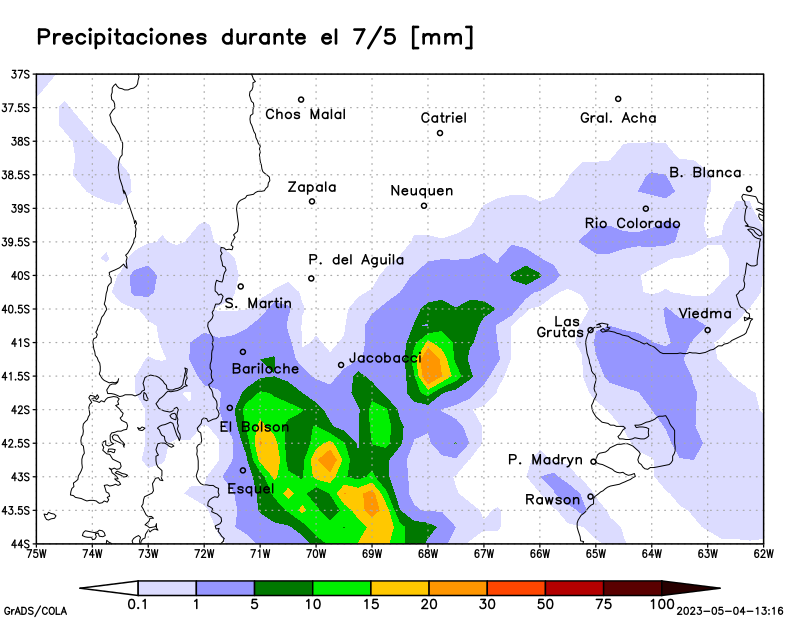 Precipitaciones durante el 7/5 [mm]
37S
37.5S
38S
38.5S
39S
39.5S
40S
40.5S
41S
41.5S
42S
42.5S
43S
43.5S
44S
Chos Malal
Catriel
Gral. Acha
B. Blanca
Zapala
Neuquen
Rio Colorado
P. del Aguila
S. Martin
Las
Grutas
Viedma
Jacobacci
Bariloche
El Bolson
P. Madryn
Esquel
Rawson
75W 74W 73W 72W 71W 70W 69W 68W 67W 66W 65W 64W 63W 62W
0.1 1 5 10 15 20 30 50 75 100
GrADS/COLA
2023-05-04-13:16